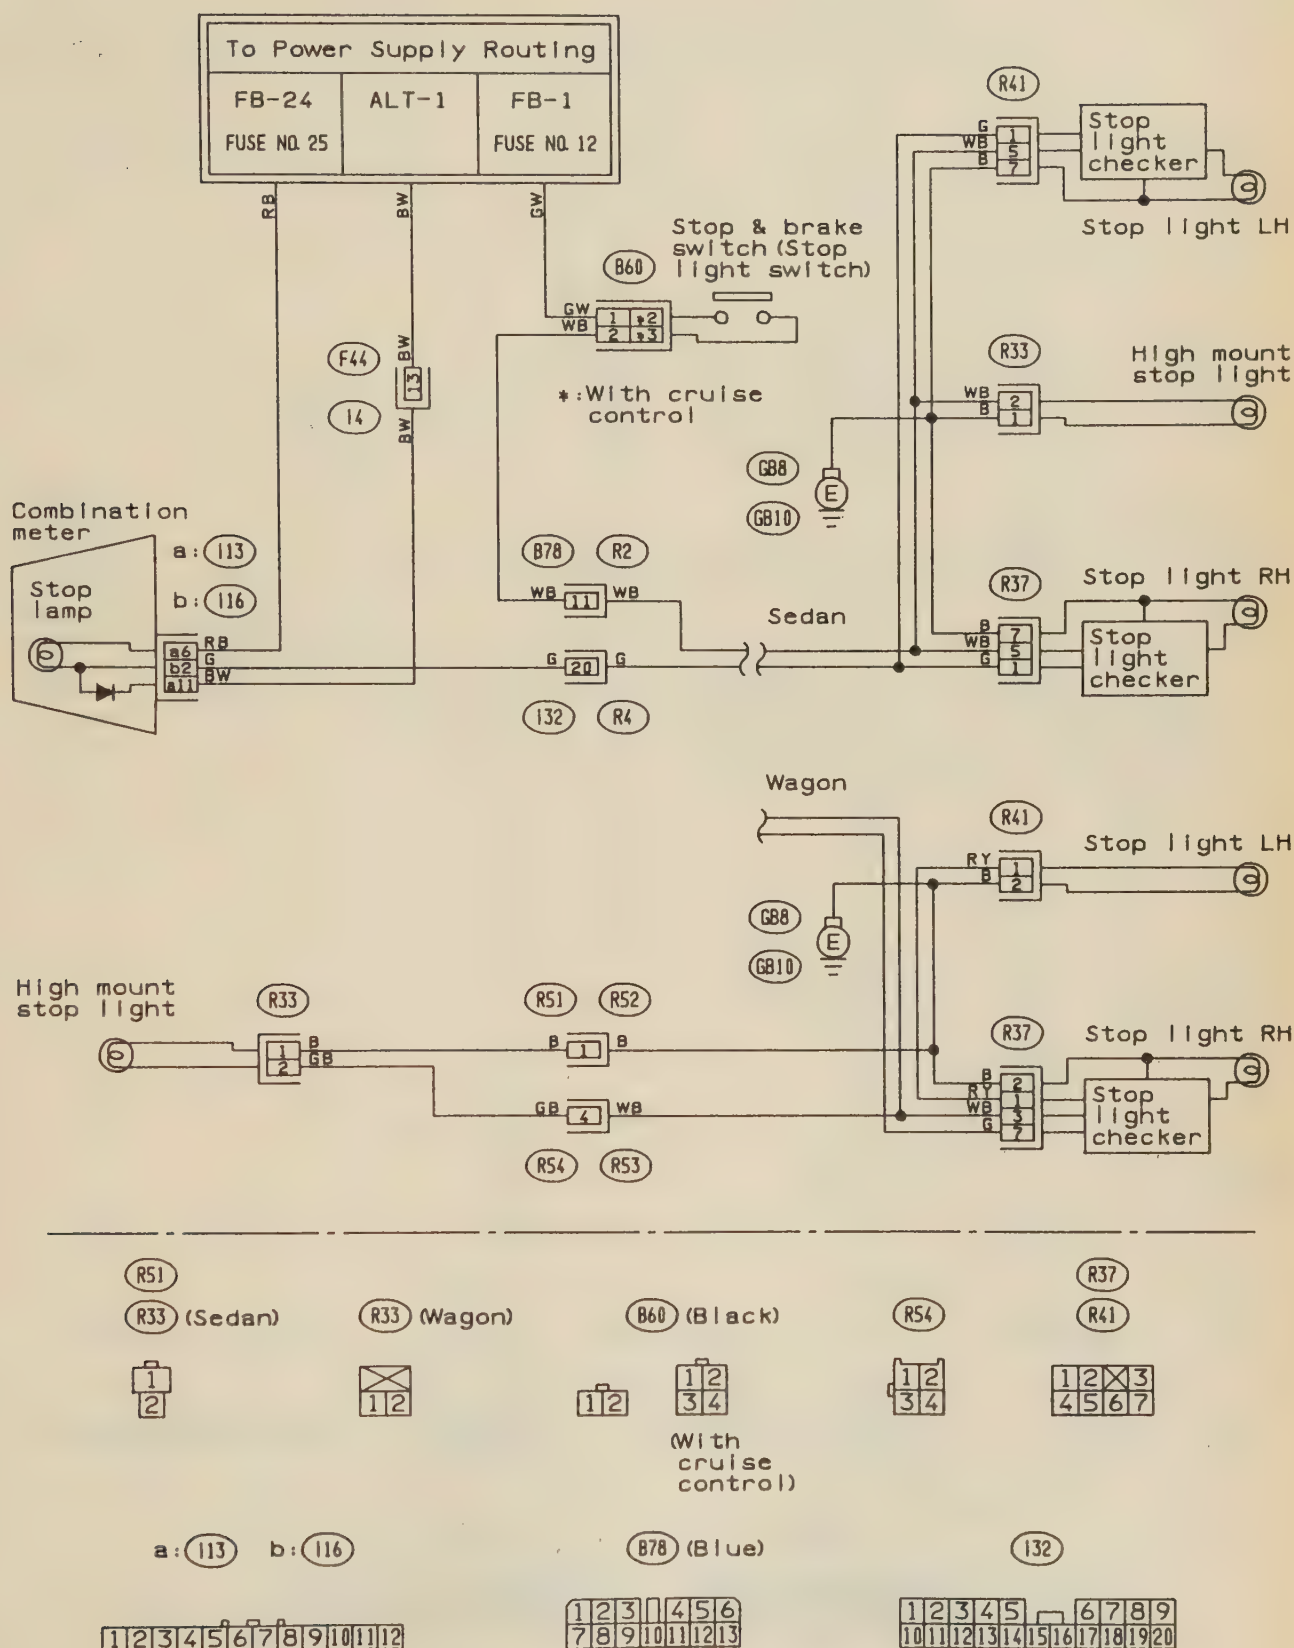 To Power Supply Routing
FB-24 ALT-1 FB-1
FUSE NO. 25 FUSE NO. 12
RB BW GW
R41
G 1
WB 5
B 7
Stop
light
checker
Stop light LH
Stop & brake
switch (Stop
light switch)
B60
GW 1 *2
WB 2 *3
*:With cruise
control
F44
BW
13
I4
BW
R33
High mount
stop light
WB 2
B 1
GB8
E
GB10
Combination
meter
a: I13
b: I16
Stop
lamp
a6 RB
b2 G
a11 BW
B78 R2
WB 11 WB
Sedan
G 20 G
I32 R4
R37
Stop light RH
B 7
WB 5
G 1
Stop
light
checker
Wagon
R41
Stop light LH
RY 1
B 2
GB8
E
GB10
High mount
stop light
R33
1 B
2 GB
R51 R52
B 1 B
GB 4 WB
R54 R53
R37
Stop light RH
B 2
RY 1
WB 3
G 7
Stop
light
checker
R51
R33 (Sedan)
1
2
R33 (Wagon)
1 2
B60 (Black)
1 2
1 2
3 4
(With
cruise
control)
R54
1 2
3 4
R37
R41
1 2 3
4 5 6 7
a: I13 b: I16
1 2 3 4 5 6 7 8 9 10 11 12
B78 (Blue)
1 2 3 4 5 6
7 8 9 10 11 12 13
I32
1 2 3 4 5 6 7 8 9
10 11 12 13 14 15 16 17 18 19 20